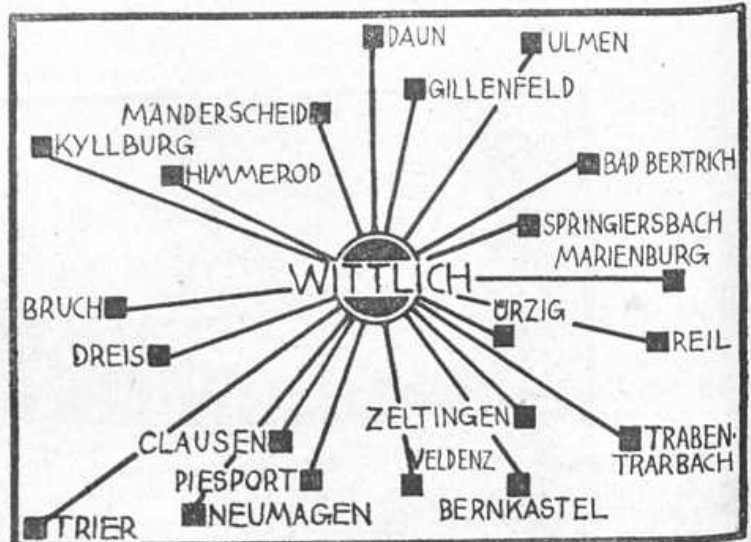 DAUN
ULMEN
GILLENFELD
MANDERSCHEID
KYLLBURG
HIMMEROD
BAD BERTRICH
SPRINGIERSBACH
MARIENBURG
WITTLICH
BRUCH
ÜRZIG
REIL
DREIS
ZELTINGEN
CLAUSEN
TRABEN-
TRARBACH
VELDENZ
PIESPORT
BERNKASTEL
NEUMAGEN
TRIER